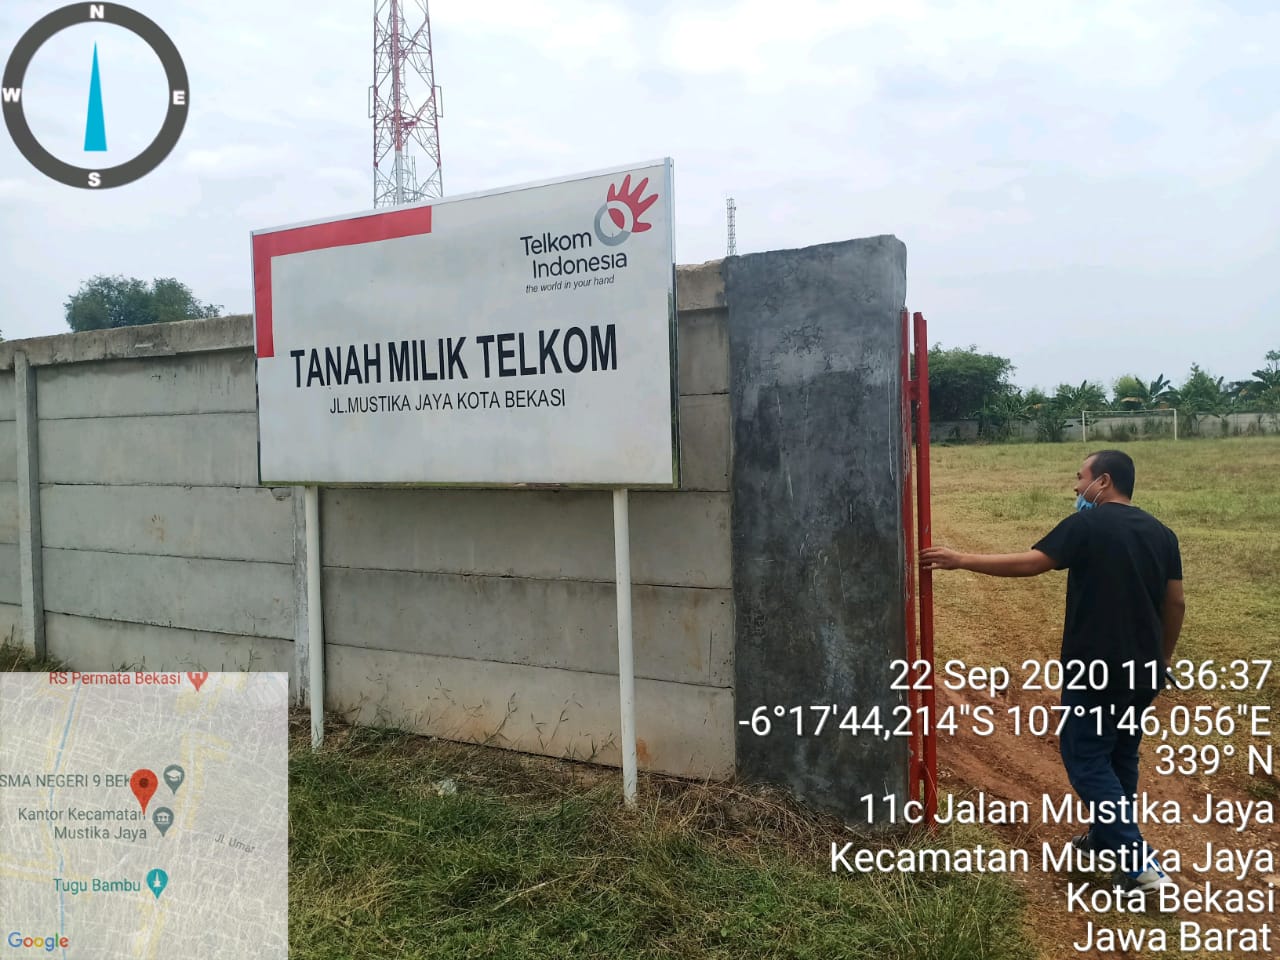 N
W
E
S
Telkom
Indonesia
the world in your hand
TANAH MILIK TELKOM
JL.MUSTIKA JAYA KOTA BEKASI
RS Permata Bekasi
SMA NEGERI 9 BEK
Kantor Kecamatan
Mustika Jaya
Jl. Umar
Tugu Bambu
Google
22 Sep 2020 11:36:37
-6°17'44,214"S 107°1'46,056"E
339° N
11c Jalan Mustika Jaya
Kecamatan Mustika Jaya
Kota Bekasi
Jawa Barat